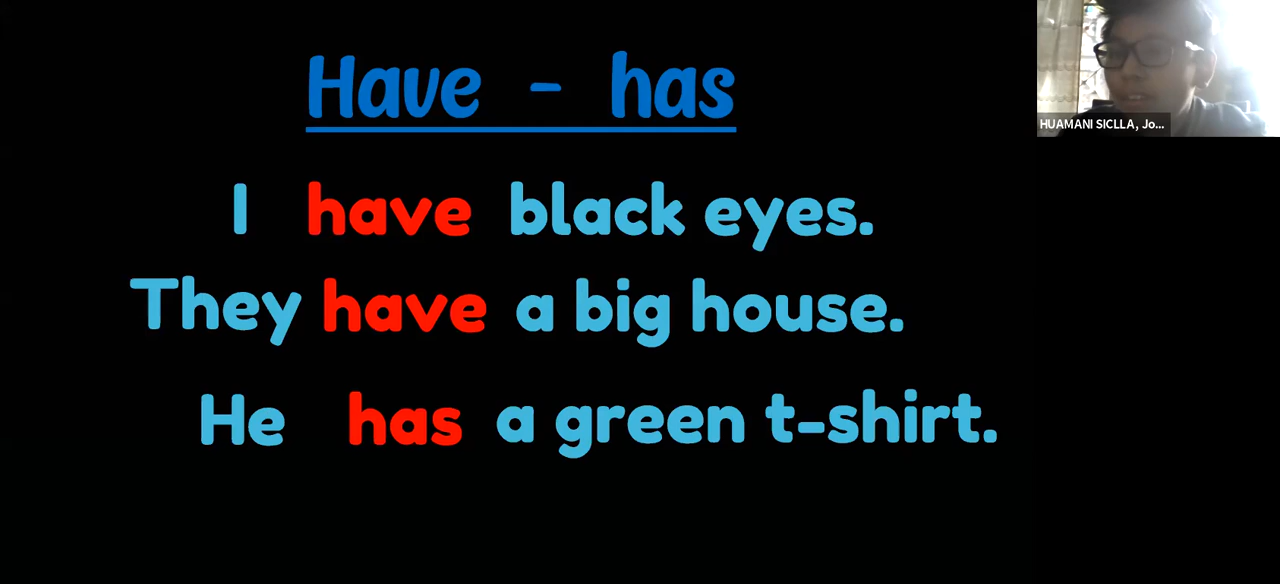 Have - has
HUAMANI SICLLA, Jo...
I have black eyes.
They have a big house.
He has a green t-shirt.